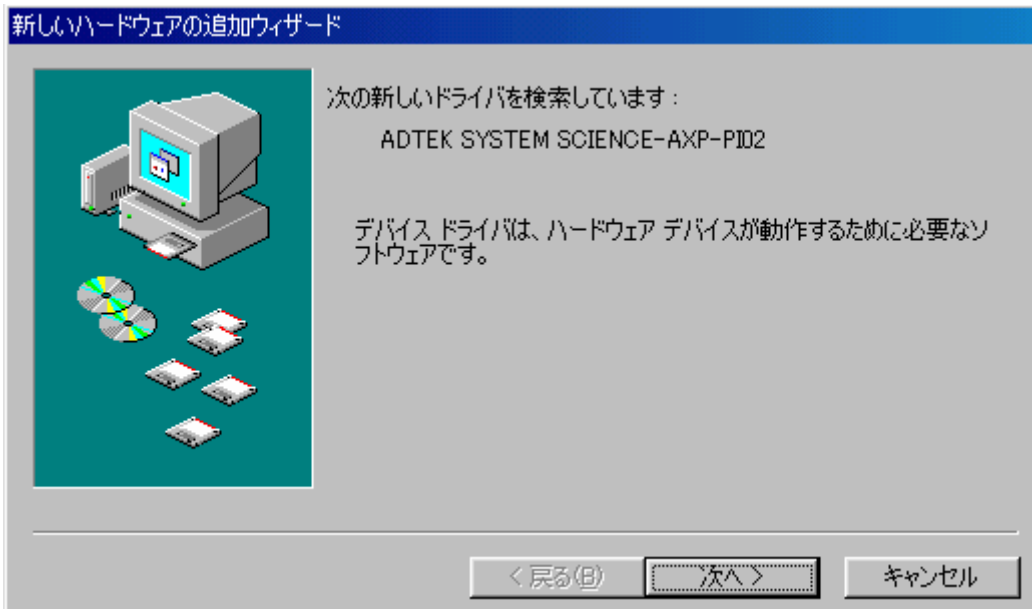 新しいハードウェアの追加ウィザード
次の新しいドライバを検索しています:
ADTEK SYSTEM SCIENCE-AXP-PI02
デバイス ドライバは、ハードウェア デバイスが動作するために必要なソ
フトウェアです。
< 戻る(B)
次へ >
キャンセル